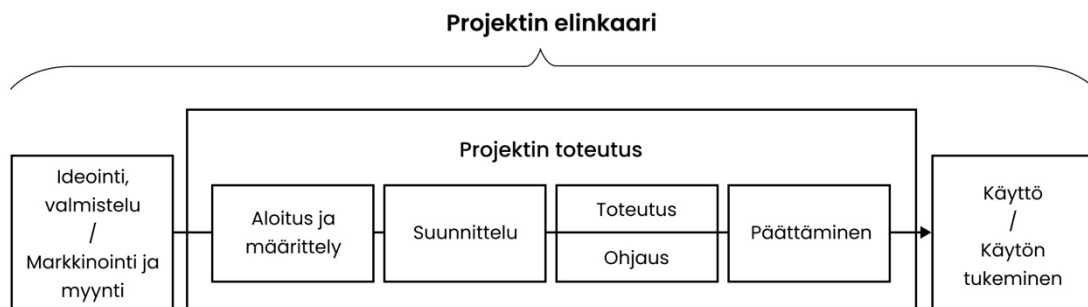 Projektin elinkaari
Projektin toteutus
Ideointi,
valmistelu
/
Markkinointi ja
myynti
Aloitus ja
määrittely
Suunnittelu
Toteutus
Ohjaus
Päättäminen
Käyttö
/
Käytön
tukeminen